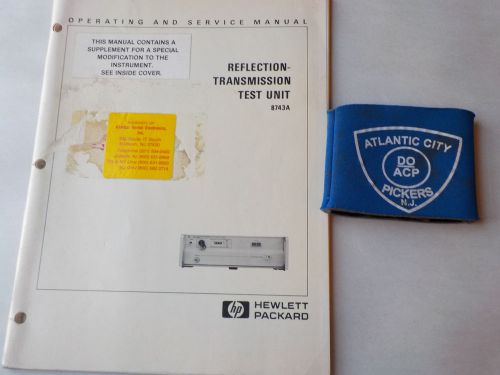 OPERATING AND SERVICE MANUAL
THIS MANUAL CONTAINS A
SUPPLEMENT FOR A SPECIAL
MODIFICATION TO THE
INSTRUMENT.
SEE INSIDE COVER.
REFLECTION-
TRANSMISSION
TEST UNIT
8743A
hp HEWLETT
PACKARD
ATLANTIC CITY
DO
ACP
PICKERS
N.J.